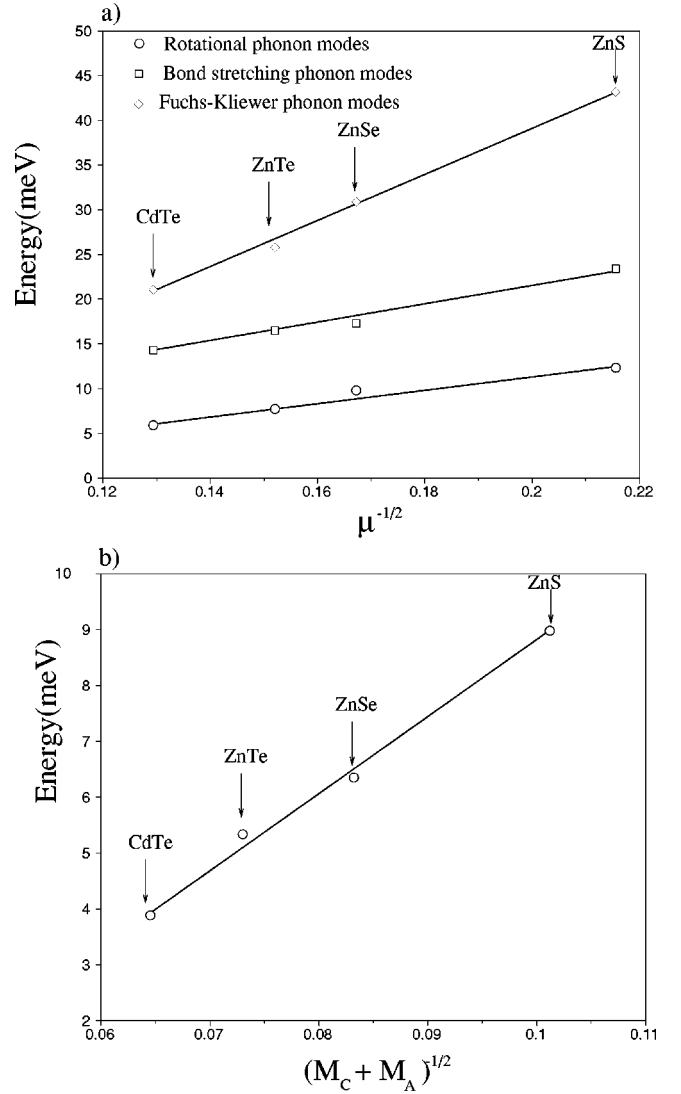 a)
50
45
40
35
30
25
20
15
10
5
0
Energy(meV)
Rotational phonon modes
Bond stretching phonon modes
Fuchs-Kliewer phonon modes
ZnS
ZnSe
ZnTe
CdTe
0.12 0.14 0.16 0.18 0.2 0.22
μ^-1/2
b)
10
9
8
7
6
5
4
3
2
Energy(meV)
ZnS
ZnSe
ZnTe
CdTe
0.06 0.07 0.08 0.09 0.1 0.11
(M_C + M_A)^-1/2